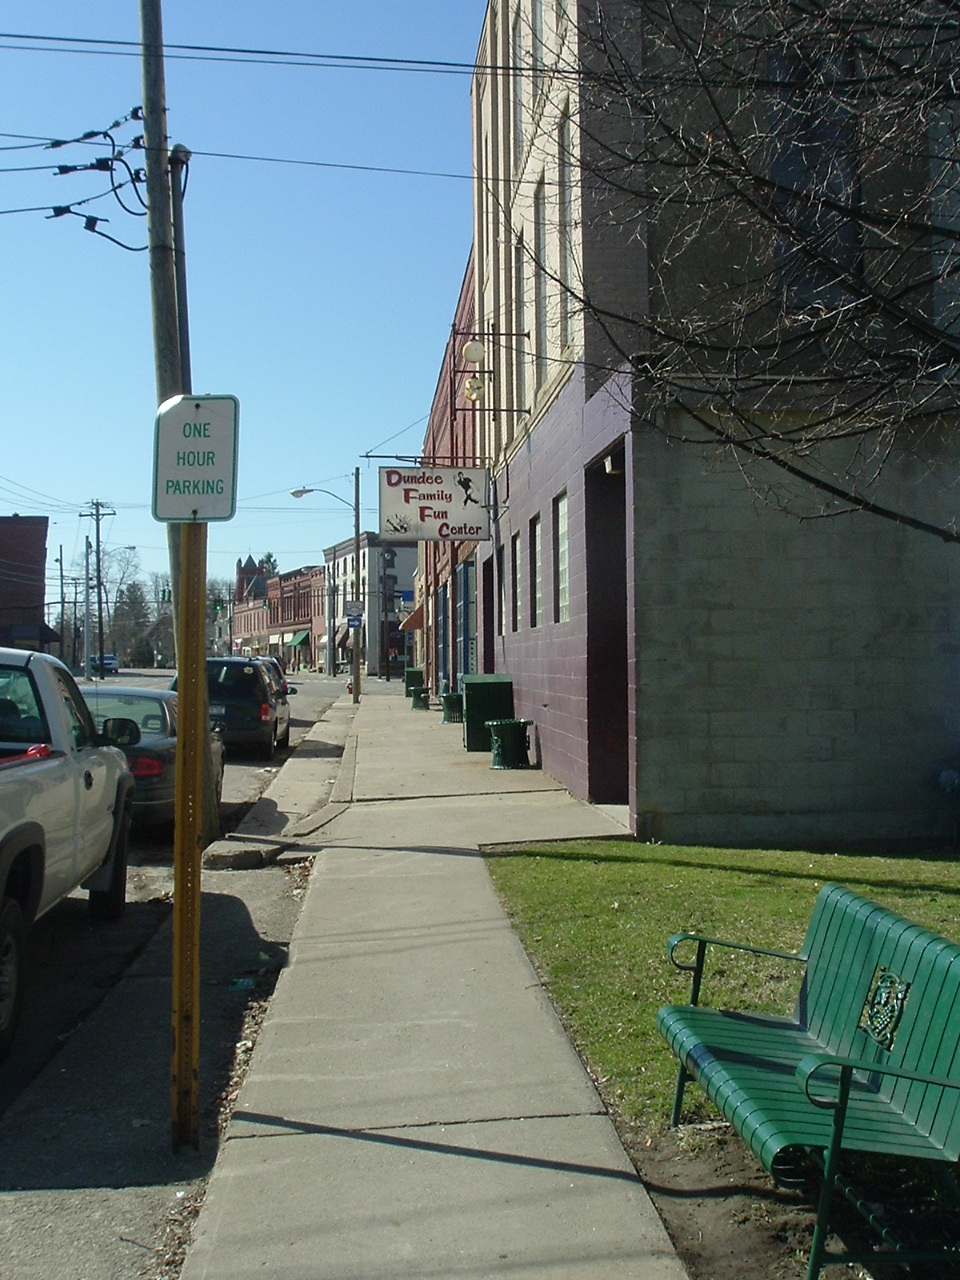 ONE
HOUR
PARKING
Dundee
Family
Fun
Center